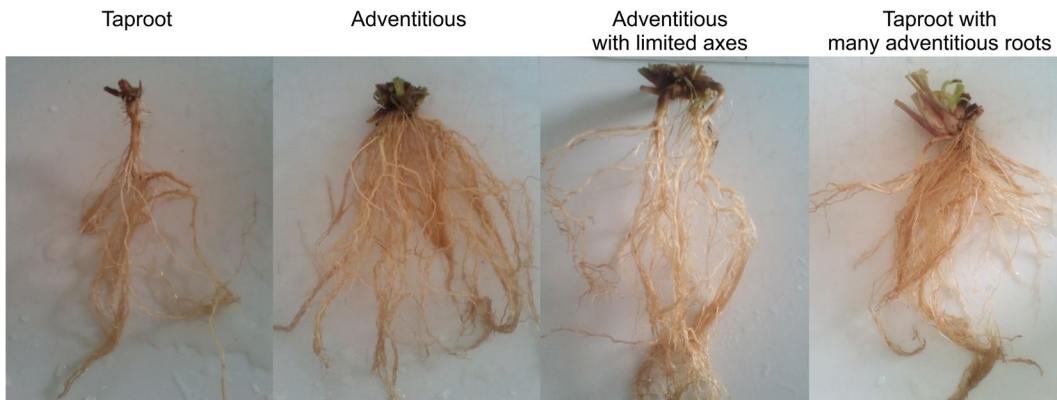 Taproot
Adventitious
Adventitious
with limited axes
Taproot with
many adventitious roots